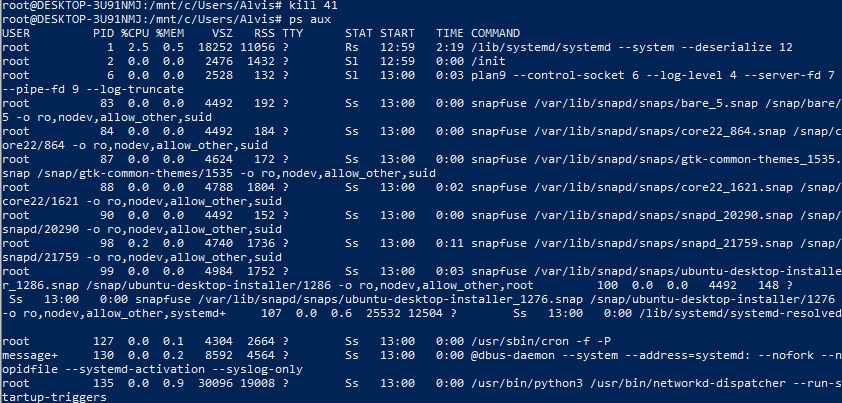 root@DESKTOP-3U91NMJ:/mnt/c/Users/Alvis# kill 41
root@DESKTOP-3U91NMJ:/mnt/c/Users/Alvis# ps aux
USER         PID %CPU %MEM    VSZ   RSS TTY      STAT START   TIME COMMAND
root           1  2.5  0.5  18252 11056 ?        Rs   12:59   2:19 /lib/systemd/systemd --system --deserialize 12
root           2  0.0  0.0   2476  1432 ?        Sl   12:59   0:00 /init
root           6  0.0  0.0   2528   132 ?        Sl   13:00   0:03 plan9 --control-socket 6 --log-level 4 --server-fd 7
--pipe-fd 9 --log-truncate
root          83  0.0  0.0   4492   192 ?        Ss   13:00   0:00 snapfuse /var/lib/snapd/snaps/bare_5.snap /snap/bare/
5 -o ro,nodev,allow_other,suid
root          84  0.0  0.0   4492   184 ?        Ss   13:00   0:00 snapfuse /var/lib/snapd/snaps/core22_864.snap /snap/c
ore22/864 -o ro,nodev,allow_other,suid
root          87  0.0  0.0   4624   172 ?        Ss   13:00   0:00 snapfuse /var/lib/snapd/snaps/gtk-common-themes_1535.
snap /snap/gtk-common-themes/1535 -o ro,nodev,allow_other,suid
root          88  0.0  0.0   4788  1804 ?        Ss   13:00   0:02 snapfuse /var/lib/snapd/snaps/core22_1621.snap /snap/
core22/1621 -o ro,nodev,allow_other,suid
root          90  0.0  0.0   4492   152 ?        Ss   13:00   0:00 snapfuse /var/lib/snapd/snaps/snapd_20290.snap /snap/
snapd/20290 -o ro,nodev,allow_other,suid
root          98  0.2  0.0   4740  1736 ?        Ss   13:00   0:11 snapfuse /var/lib/snapd/snaps/snapd_21759.snap /snap/
snapd/21759 -o ro,nodev,allow_other,suid
root          99  0.0  0.0   4984  1752 ?        Ss   13:00   0:03 snapfuse /var/lib/snapd/snaps/ubuntu-desktop-installe
r_1286.snap /snap/ubuntu-desktop-installer/1286 -o ro,nodev,allow_other,root         100  0.0  0.0   4492   148 ?
 Ss   13:00   0:00 snapfuse /var/lib/snapd/snaps/ubuntu-desktop-installer_1276.snap /snap/ubuntu-desktop-installer/1276
-o ro,nodev,allow_other,systemd+     107  0.0  0.6  25532 12504 ?        Ss   13:00   0:00 /lib/systemd/systemd-resolved
root         127  0.0  0.1   4304  2664 ?        Ss   13:00   0:00 /usr/sbin/cron -f -P
message+     130  0.0  0.2   8592  4564 ?        Ss   13:00   0:00 @dbus-daemon --system --address=systemd: --nofork --n
opidfile --systemd-activation --syslog-only
root         135  0.0  0.9  30096 19008 ?        Ss   13:00   0:00 /usr/bin/python3 /usr/bin/networkd-dispatcher --run-s
tartup-triggers